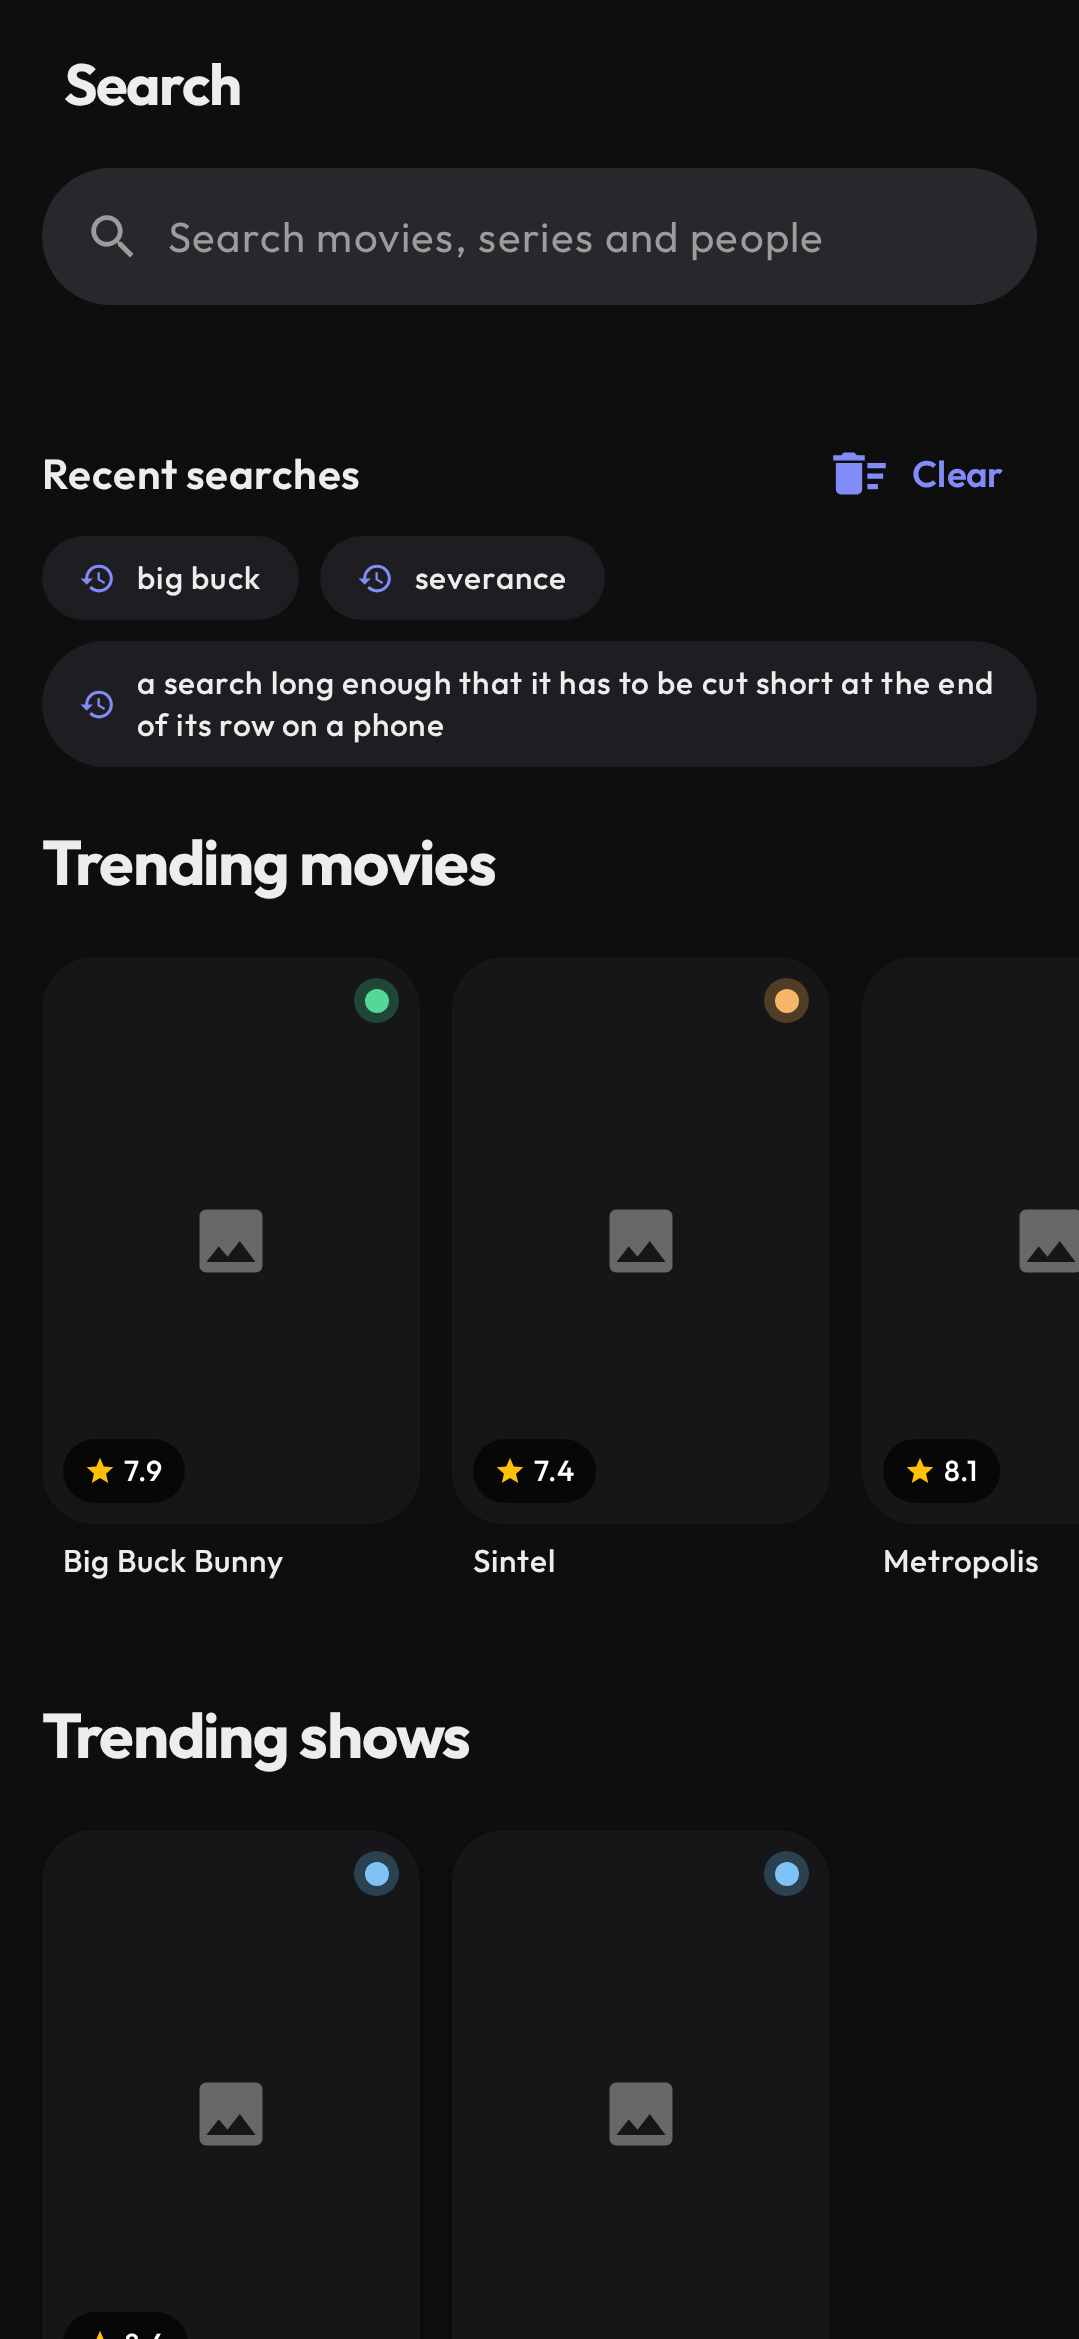 Search
Search movies, series and people
Recent searches
Clear
big buck
severance
a search long enough that it has to be cut short at the end
of its row on a phone
Trending movies
7.9
7.4
8.1
Big Buck Bunny
Sintel
Metropolis
Trending shows